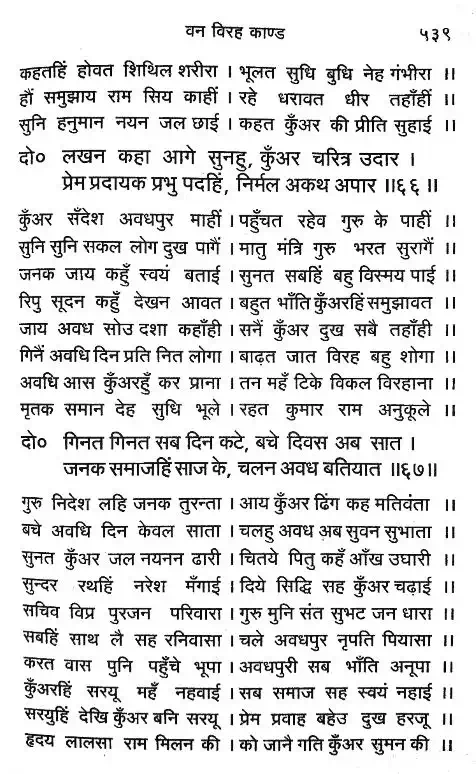 वन विरह काण्ड ५३९
कहतहिं होवत शिथिल शरीरा । भूलत सुधि बुधि नेह गंभीरा ॥
हौं समुझाय राम सिय काहीं । रहे धरावत धीर तहाँहीं ॥
सुनि हनुमान नयन जल छाई । कहत कुँअर की प्रीति सुहाई ॥
दो० लखन कहा आगे सुनहु, कुँअर चरित्र उदार ।
प्रेम प्रदायक प्रभु पदहिं, निर्मल अकथ अपार ॥६६॥
कुँअर सँदेश अवधपुर माहीं । पहुँचत रहेव गुरु के पाहीं ॥
सुनि सुनि सकल लोग दुख पागैं । मातु मंत्रि गुरु भरत सुरागैं ॥
जनक जाय कहुँ स्वयं बताई । सुनत सबहिं बहु विस्मय पाई ॥
रिपु सूदन कहुँ देखन आवत । बहुत भाँति कुँअरहिं समुझावत ॥
जाय अवध सोउ दशा कहाँही । सनैं कुँअर दुख सबै तहाँही ॥
गिनैं अवधि दिन प्रति नित लोगा । बाढ़त जात विरह बहु शोगा ॥
अवधि आस कुँअरहुँ कर प्राना । तन महँ टिके विकल विरहाना ॥
मृतक समान देह सुधि भूले । रहत कुमार राम अनुकूले ॥
दो० गिनत गिनत सब दिन कटे, बचे दिवस अब सात ।
जनक समाजहिं साज के, चलन अवध बतियात ॥६७॥
गुरु निदेश लहि जनक तुरन्ता । आय कुँअर ढिंग कह मतिवंता ॥
बचे अवधि दिन केवल साता । चलहु अवध अब सुवन सुभाता ॥
सुनत कुँअर जल नयनन ढारी । चितये पितु कहँ आँख उघारी ॥
सुन्दर रथहिं नरेश मँगाई । दिये सिद्धि सह कुँअर चढ़ाई ॥
सचिव विप्र पुरजन परिवारा । गुरु मुनि संत सुभट जन धारा ॥
सबहिं साथ लै सह रनिवासा । चले अवधपुर नृपति पियासा ॥
करत वास पुनि पहुँचे भूपा । अवधपुरी सब भाँति अनूपा ॥
कुँअरहिं सरयू महँ नहवाई । सब समाज सह स्वयं नहाई ॥
सरयुहिं देखि कुँअर बनि सरयू । प्रेम प्रवाह बहेउ दुख हरजू ॥
हृदय लालसा राम मिलन की । को जानै गति कुँअर सुमन की ॥